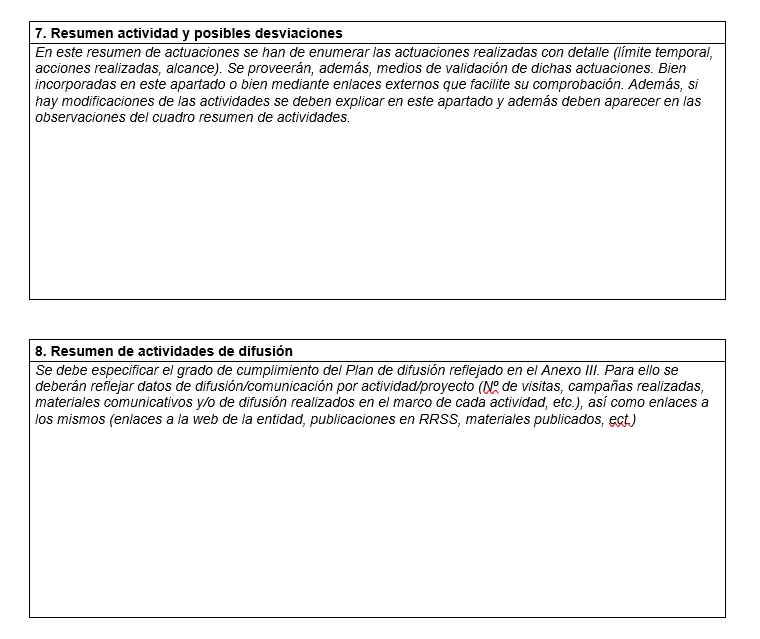 7. Resumen actividad y posibles desviaciones
En este resumen de actuaciones se han de enumerar las actuaciones realizadas con detalle (límite temporal,
acciones realizadas, alcance). Se proveerán, además, medios de validación de dichas actuaciones. Bien
incorporadas en este apartado o bien mediante enlaces externos que facilite su comprobación. Además, si
hay modificaciones de las actividades se deben explicar en este apartado y además deben aparecer en las
observaciones del cuadro resumen de actividades.
8. Resumen de actividades de difusión
Se debe especificar el grado de cumplimiento del Plan de difusión reflejado en el Anexo III. Para ello se
deberán reflejar datos de difusión/comunicación por actividad/proyecto (Nº de visitas, campañas realizadas,
materiales comunicativos y/o de difusión realizados en el marco de cada actividad, etc.), así como enlaces a
los mismos (enlaces a la web de la entidad, publicaciones en RRSS, materiales publicados, ect.)